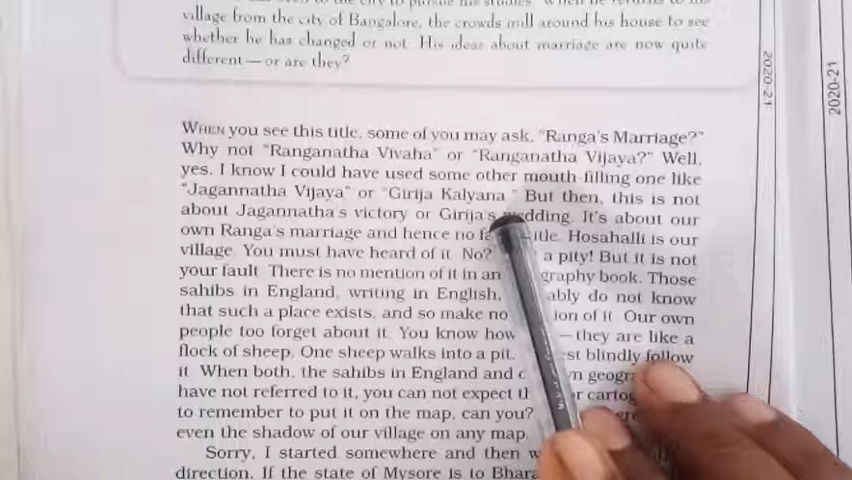 village from the city of Bangalore, the crowds mill around his house to see
whether he has changed or not. His ideas about marriage are now quite
different—or are they?
WHEN you see this title, some of you may ask, "Ranga's Marriage?"
Why not "Ranganatha Vivaha" or "Ranganatha Vijaya?" Well,
yes. I know I could have used some other mouth-filling one like
"Jagannatha Vijaya" or "Girija Kalyana." But then, this is not
about Jagannatha's victory or Girija's wedding. It's about our
own Ranga's marriage and hence no title. Hosahalli is our
village. You must have heard of it. No? a pity! But it is not
your fault. There is no mention of it in an graphy book. Those
sahibs in England, writing in English, ably do not know
that such a place exists, and so make no ion of it. Our own
people too forget about it. You know how — they are like a
flock of sheep. One sheep walks into a pit, st blindly follow
it. When both, the sahibs in England and geogra
have not referred to it, you can not expect cartog
to remember to put it on the map, can you?
even the shadow of our village on any map.
Sorry, I started somewhere and then
direction. If the state of Mysore is to Bhara
2020-21
2020-21